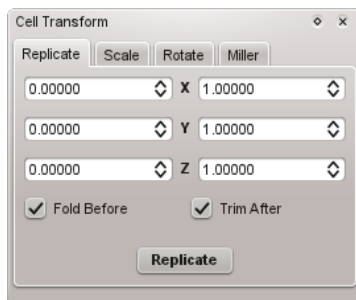 Cell Transform
Replicate Scale Rotate Miller
0.00000 X 1.00000
0.00000 Y 1.00000
0.00000 Z 1.00000
Fold Before Trim After
Replicate